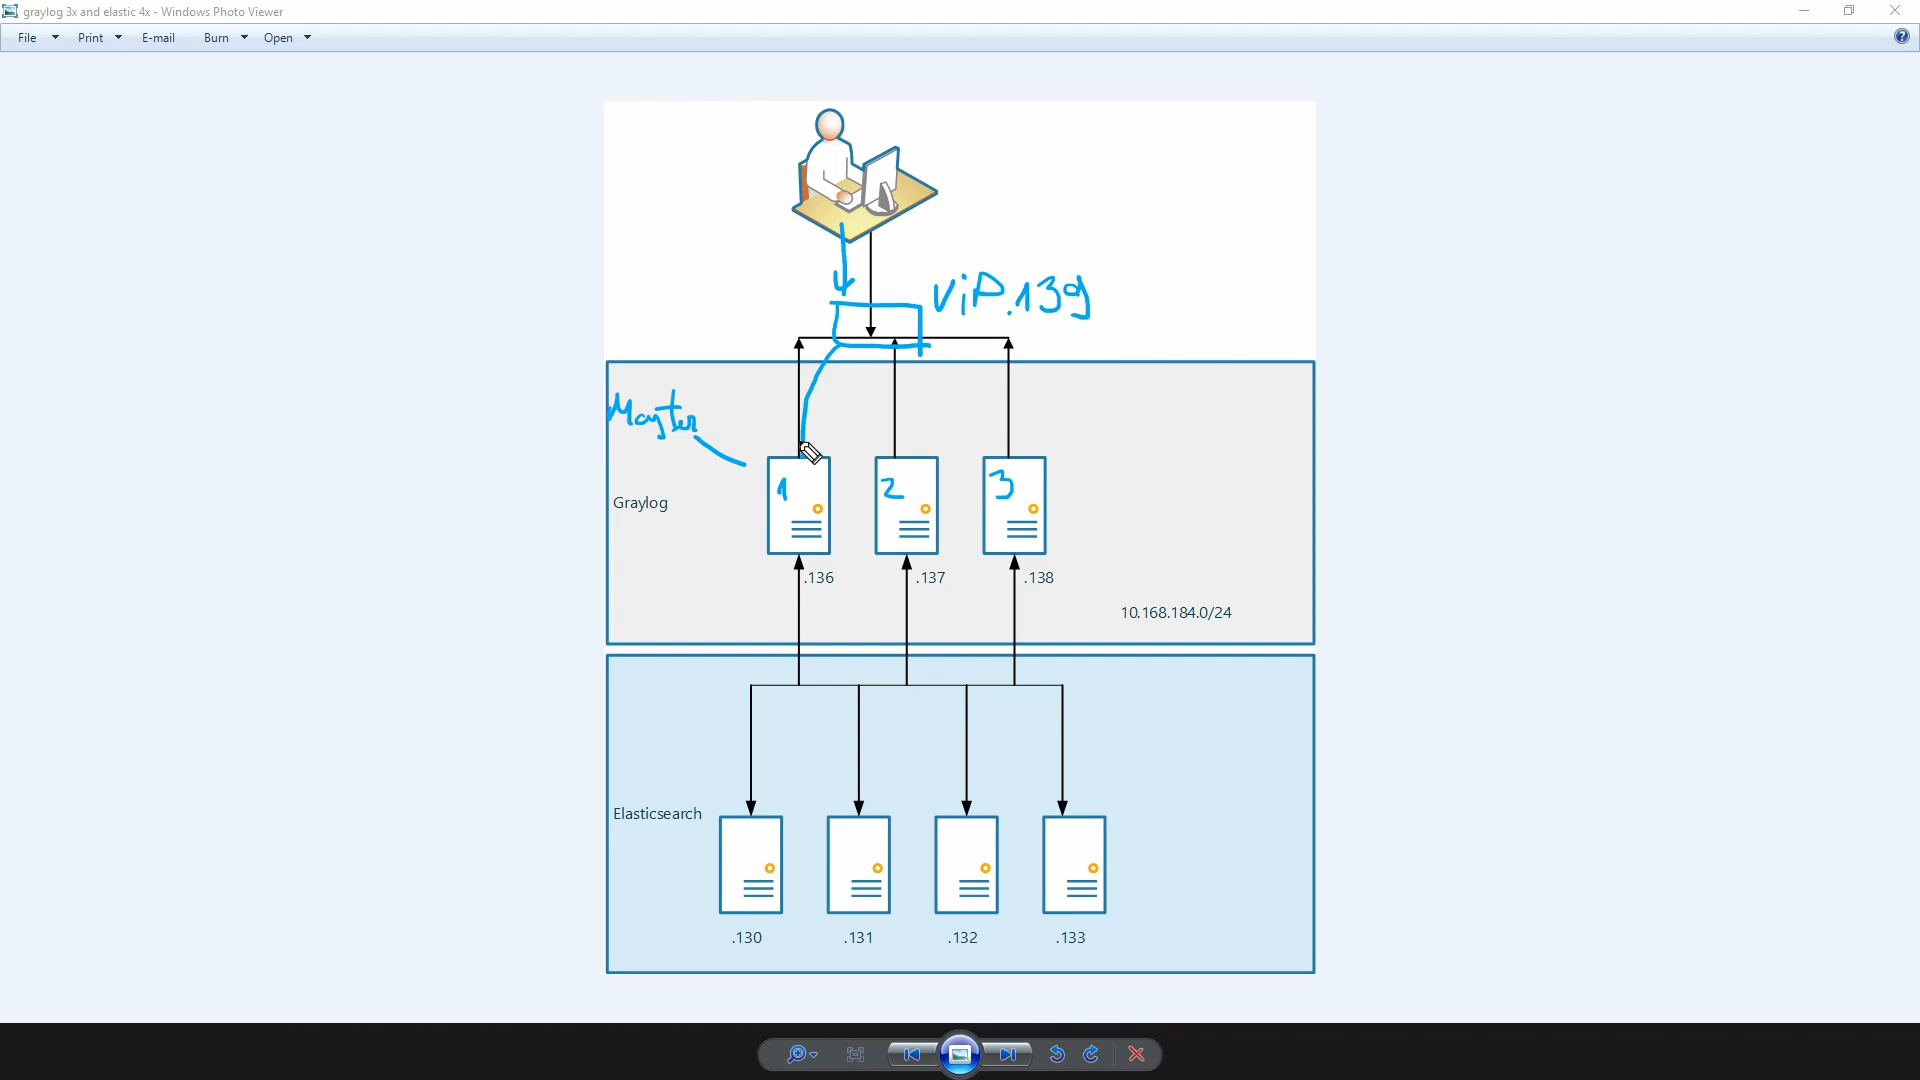 graylog 3x and elastic 4x - Windows Photo Viewer
File Print E-mail Burn Open
ViP.139
Master
1 2 3
Graylog
.136 .137 .138
10.168.184.0/24
Elasticsearch
.130 .131 .132 .133